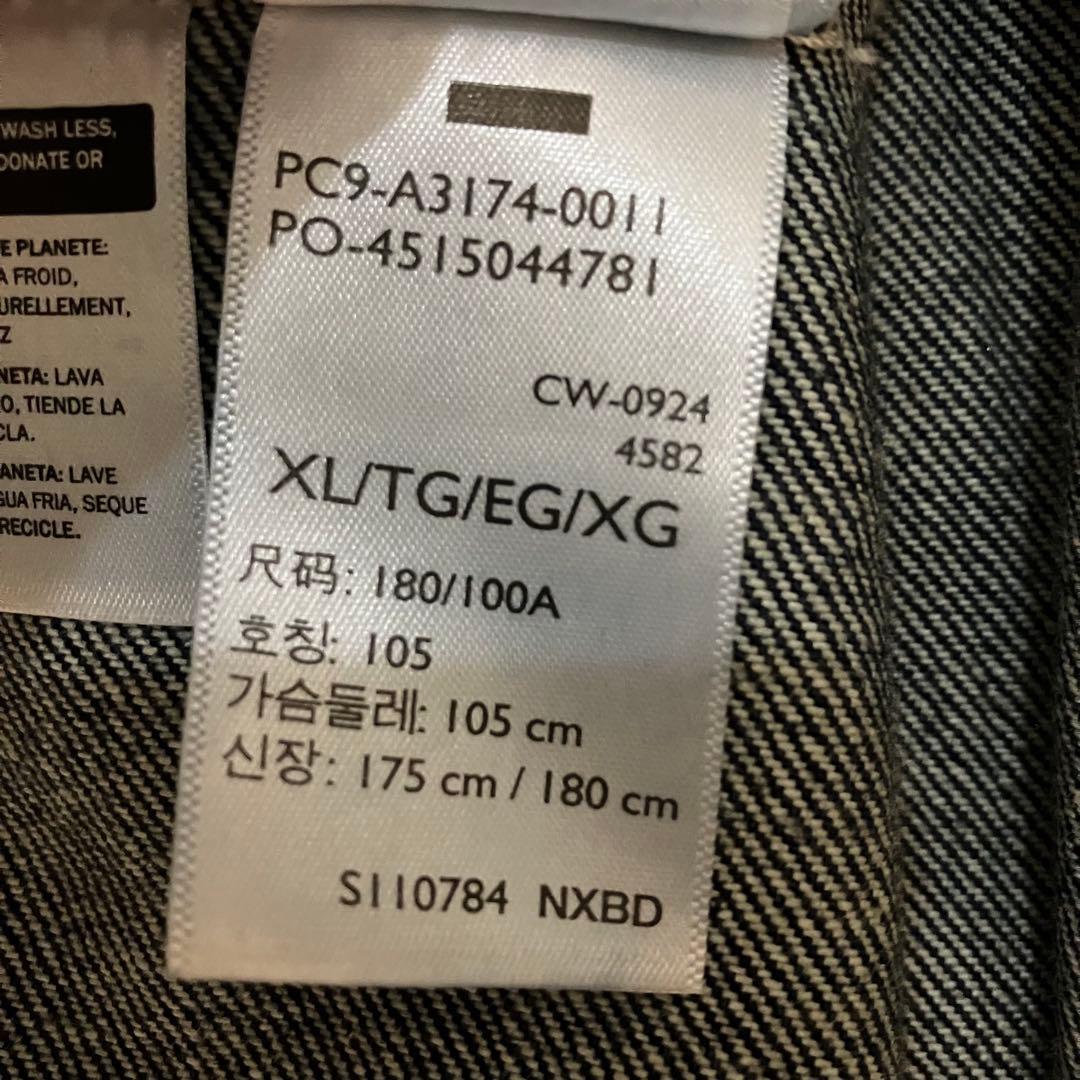 WASH LESS,
DONATE OR
E PLANETE:
A FROID,
URELLEMENT,
Z
NETA: LAVA
O, TIENDE LA
CLA.
ANETA: LAVE
GUA FRIA, SEQUE
RECICLE.
PC9-A3174-0011
PO-4515044781
CW-0924
4582
XL/TG/EG/XG
尺码: 180/100A
호칭: 105
가슴둘레: 105 cm
신장: 175 cm / 180 cm
S110784 NXBD